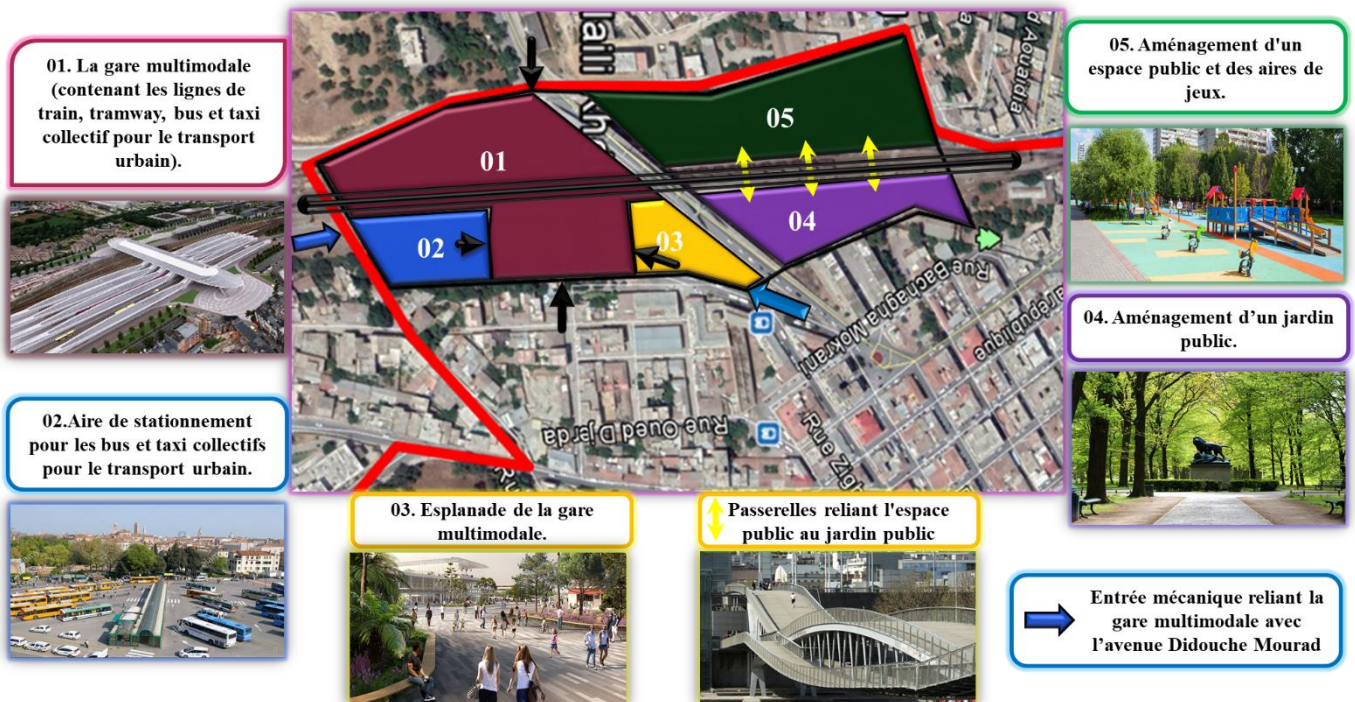 01. La gare multimodale
(contenant les lignes de
train, tramway, bus et taxi
collectif pour le transport
urbain).
02.Aire de stationnement
pour les bus et taxi collectifs
pour le transport urbain.
01
02
03
04
05
Rue Bachagha Mokrani
Rue Oued Djerda
03. Esplanade de la gare
multimodale.
Passerelles reliant l'espace
public au jardin public
05. Aménagement d'un
espace public et des aires de
jeux.
04. Aménagement d’un jardin
public.
Entrée mécanique reliant la
gare multimodale avec
l’avenue Didouche Mourad